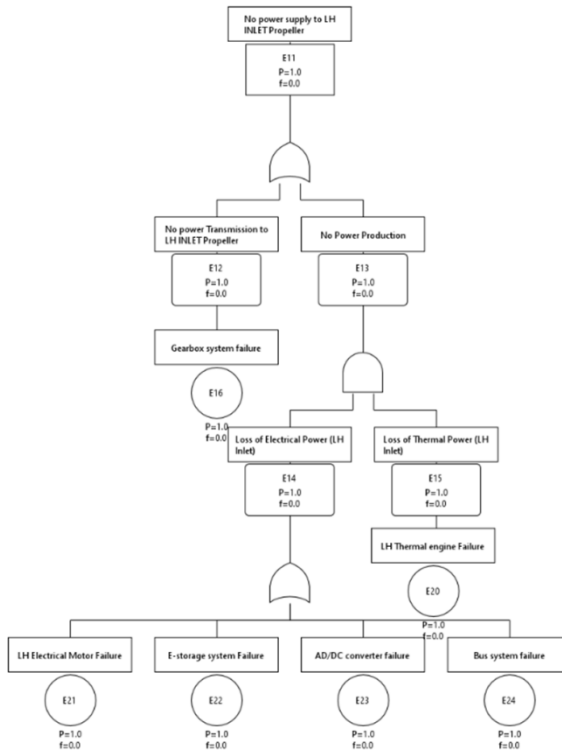 No power supply to LH
INLET Propeller
E11
P=1.0
f=0.0
No power Transmission to
LH INLET Propeller
No Power Production
E12
P=1.0
f=0.0
E13
P=1.0
f=0.0
Gearbox system failure
E16
P=1.0
f=0.0
Loss of Electrical Power (LH
Inlet)
Loss of Thermal Power (LH
Inlet)
E14
P=1.0
f=0.0
E15
P=1.0
f=0.0
LH Thermal engine Failure
E20
P=1.0
f=0.0
LH Electrical Motor Failure
E-storage system Failure
AD/DC converter failure
Bus system failure
E21
P=1.0
f=0.0
E22
P=1.0
f=0.0
E23
P=1.0
f=0.0
E24
P=1.0
f=0.0